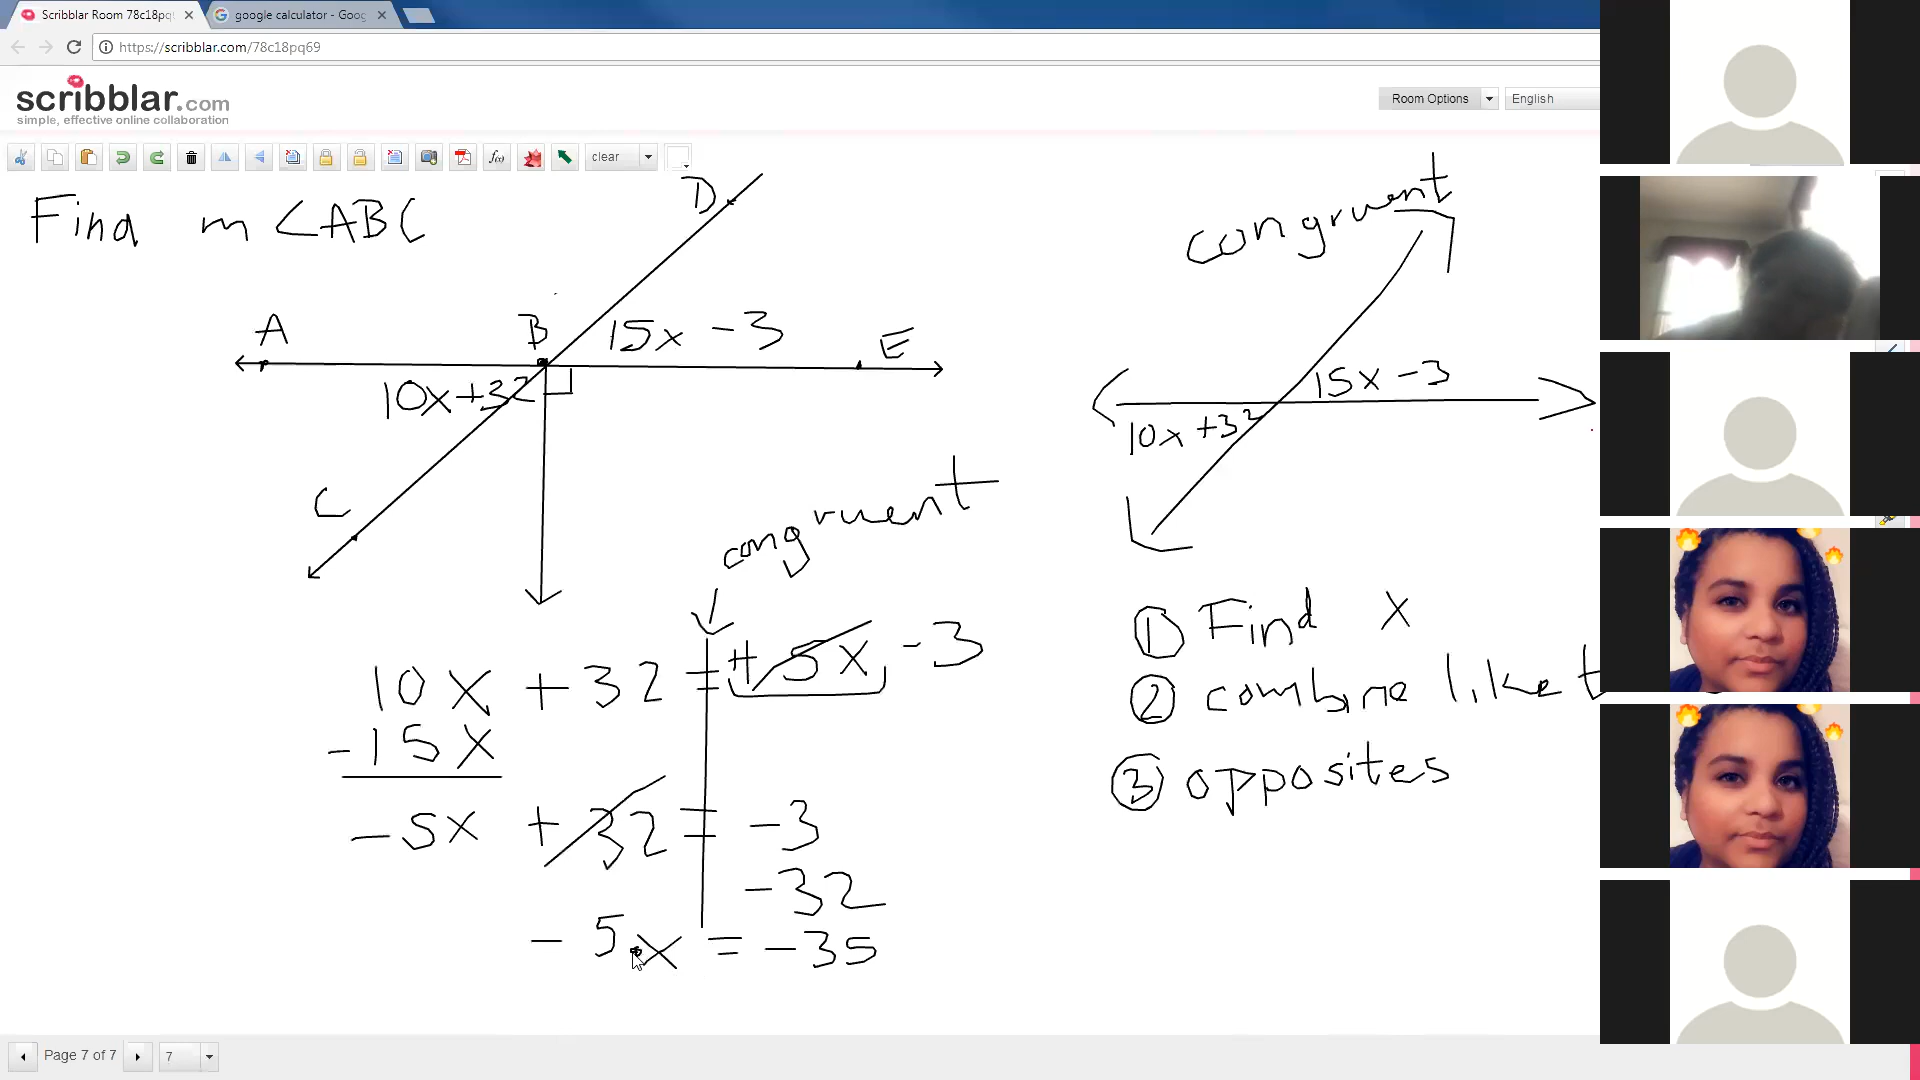 Scribblar Room 78c18pq
google calculator - Goog
https://scribblar.com/78c18pq69
scribblar.com
simple, effective online collaboration
Room Options
English
f(x)
clear
Find m∠ABC
D
A
B
15x - 3
E
10x+32
C
congruent
15x - 3
10x +32
congruent
10x + 32 = +5x - 3
-15x
-5x + 32 = -3
-32
-5·x = -35
① Find x
② combine like t
③ opposites
Page 7 of 7
7